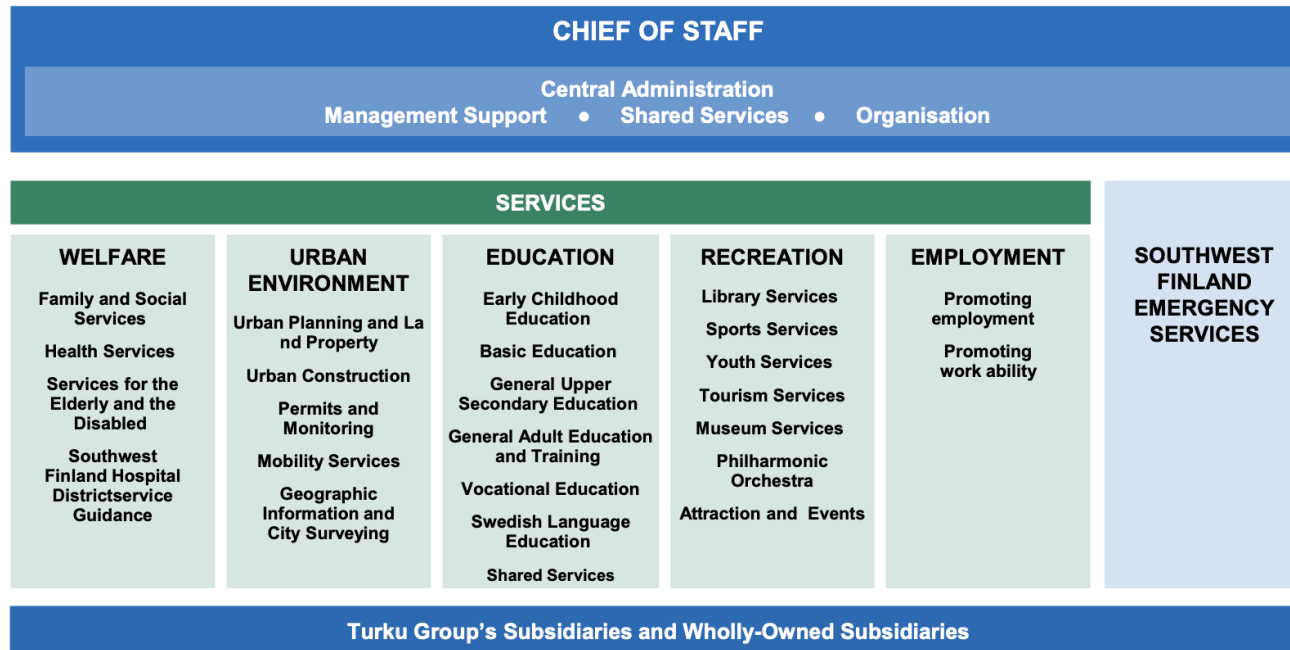 CHIEF OF STAFF
Central Administration
Management Support ● Shared Services ● Organisation
SERVICES
WELFARE
Family and Social
Services
Health Services
Services for the
Elderly and the
Disabled
Southwest
Finland Hospital
Districtservice
Guidance
URBAN
ENVIRONMENT
Urban Planning and La
nd Property
Urban Construction
Permits and
Monitoring
Mobility Services
Geographic
Information and
City Surveying
EDUCATION
Early Childhood
Education
Basic Education
General Upper
Secondary Education
General Adult Education
and Training
Vocational Education
Swedish Language
Education
Shared Services
RECREATION
Library Services
Sports Services
Youth Services
Tourism Services
Museum Services
Philharmonic
Orchestra
Attraction and Events
EMPLOYMENT
Promoting
employment
Promoting
work ability
SOUTHWEST
FINLAND
EMERGENCY
SERVICES
Turku Group’s Subsidiaries and Wholly-Owned Subsidiaries